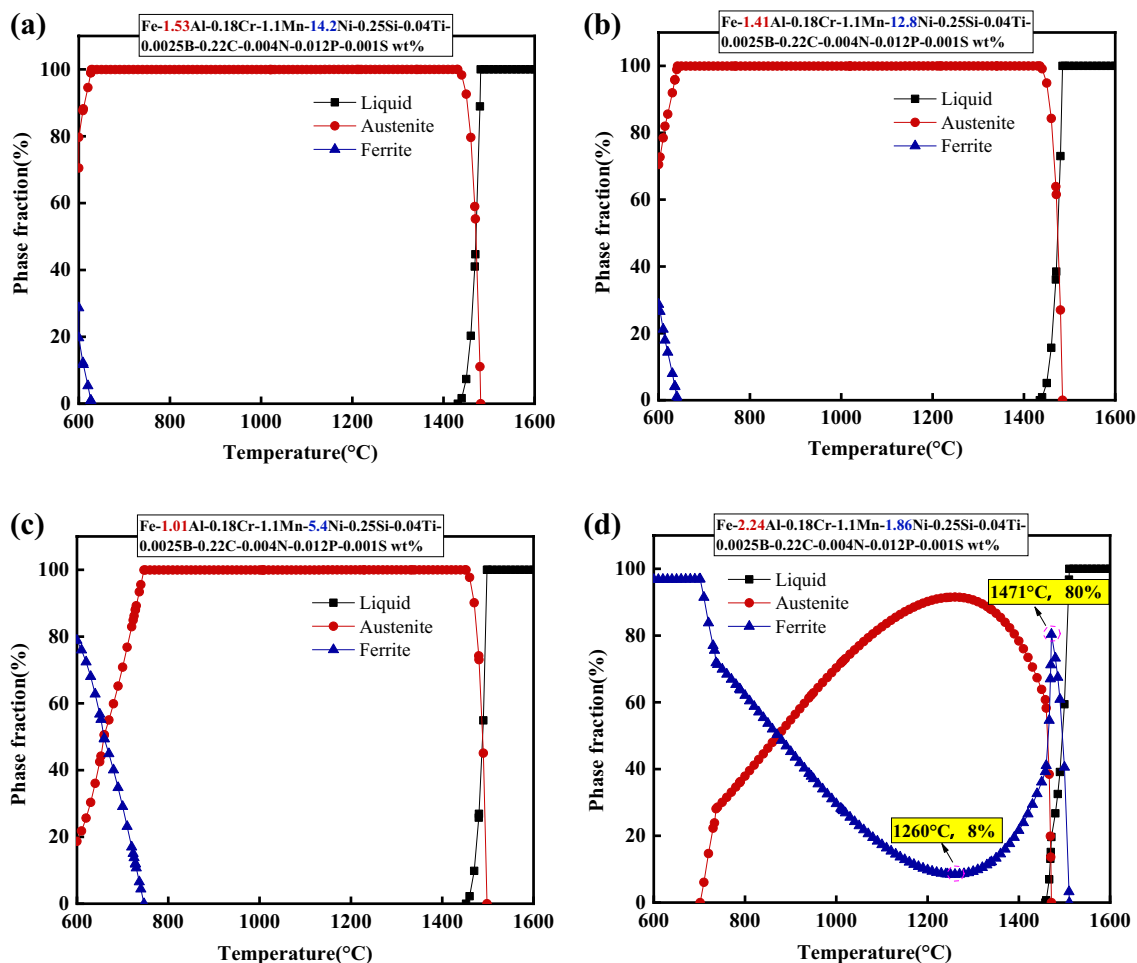 (a)
Fe-1.53Al-0.18Cr-1.1Mn-14.2Ni-0.25Si-0.04Ti-
0.0025B-0.22C-0.004N-0.012P-0.001S wt%
Phase fraction(%)
100
80
60
40
20
0
Liquid
Austenite
Ferrite
600
800
1000
1200
1400
1600
Temperature(°C)
(b)
Fe-1.41Al-0.18Cr-1.1Mn-12.8Ni-0.25Si-0.04Ti-
0.0025B-0.22C-0.004N-0.012P-0.001S wt%
Phase fraction(%)
100
80
60
40
20
0
Liquid
Austenite
Ferrite
600
800
1000
1200
1400
1600
Temperature(°C)
(c)
Fe-1.01Al-0.18Cr-1.1Mn-5.4Ni-0.25Si-0.04Ti-
0.0025B-0.22C-0.004N-0.012P-0.001S wt%
Phase fraction(%)
100
80
60
40
20
0
Liquid
Austenite
Ferrite
600
800
1000
1200
1400
1600
Temperature(°C)
(d)
Fe-2.24Al-0.18Cr-1.1Mn-1.86Ni-0.25Si-0.04Ti-
0.0025B-0.22C-0.004N-0.012P-0.001S wt%
Phase fraction(%)
100
80
60
40
20
0
Liquid
Austenite
Ferrite
1471°C, 80%
1260°C, 8%
600
800
1000
1200
1400
1600
Temperature(°C)